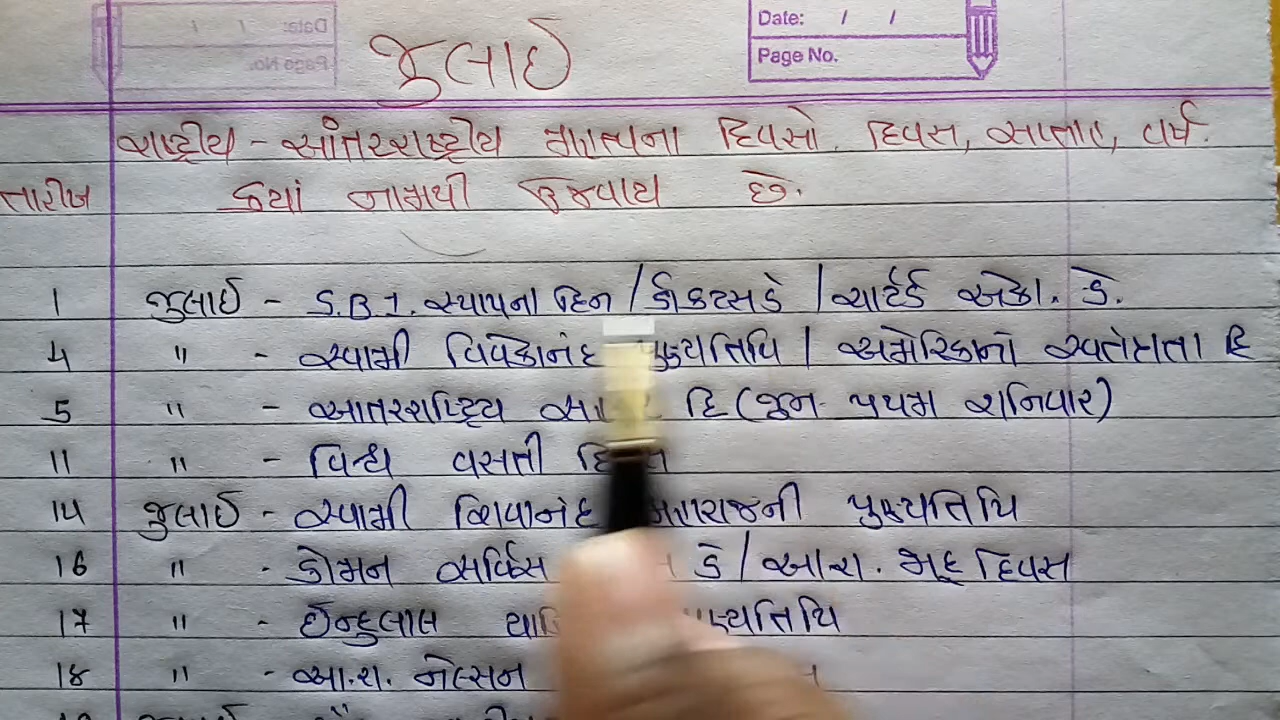 Date: / /
Page No.
જુલાઈ
રાષ્ટ્રીય - આંતરરાષ્ટ્રીય મહત્વના દિવસો. દિવસ, સપ્તાહ, વર્ષ.
તારીખ કયાં નામથી ઉજવાય છે.
1 જુલાઈ - S.B.I. સ્થાપના દિન / ડોકટર્સ ડે / ચાર્ટર્ડ એકા. ડે.
4 " - સ્વામી વિવેકાનંદ પુણ્યતિથિ / અમેરિકાનો સ્વતંત્રતા દિ
5 " - આતરરાષ્ટ્રિય દિ (જુન પ્રથમ શનિવાર)
11 " - વિશ્વ વસતી
14 જુલાઈ - સ્વામી શિવાનંદ મહારાજની પુણ્યતિથિ
16 " - કોમન સર્વિસ ડે / આ.રા. મૂદ્દ દિવસ
17 " - ઈન્દુલાલ પુણ્યતિથિ
18 " - આ.રા. નેલ્સન